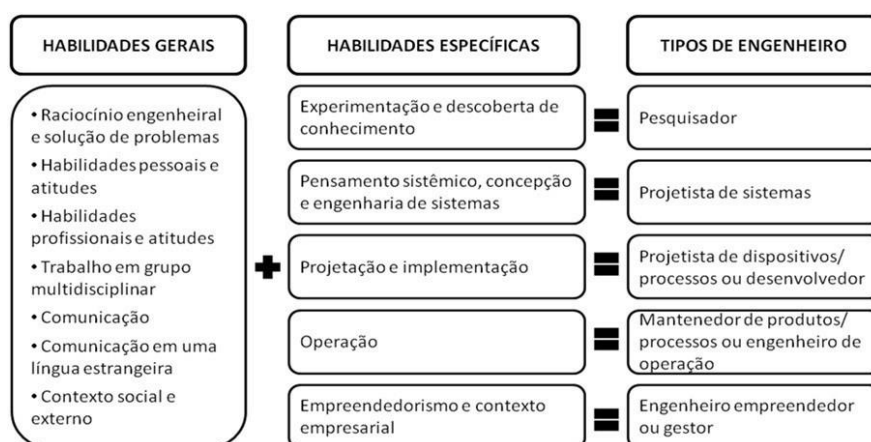 HABILIDADES GERAIS
HABILIDADES ESPECÍFICAS
TIPOS DE ENGENHEIRO
• Raciocínio engenheiral
e solução de problemas
• Habilidades pessoais e
atitudes
• Habilidades
profissionais e atitudes
• Trabalho em grupo
multidisciplinar
• Comunicação
• Comunicação em uma
língua estrangeira
• Contexto social e
externo
Experimentação e descoberta de
conhecimento
Pesquisador
Pensamento sistêmico, concepção
e engenharia de sistemas
Projetista de sistemas
Projetação e implementação
Projetista de dispositivos/
processos ou desenvolvedor
Operação
Mantenedor de produtos/
processos ou engenheiro de
operação
Empreendedorismo e contexto
empresarial
Engenheiro empreendedor
ou gestor